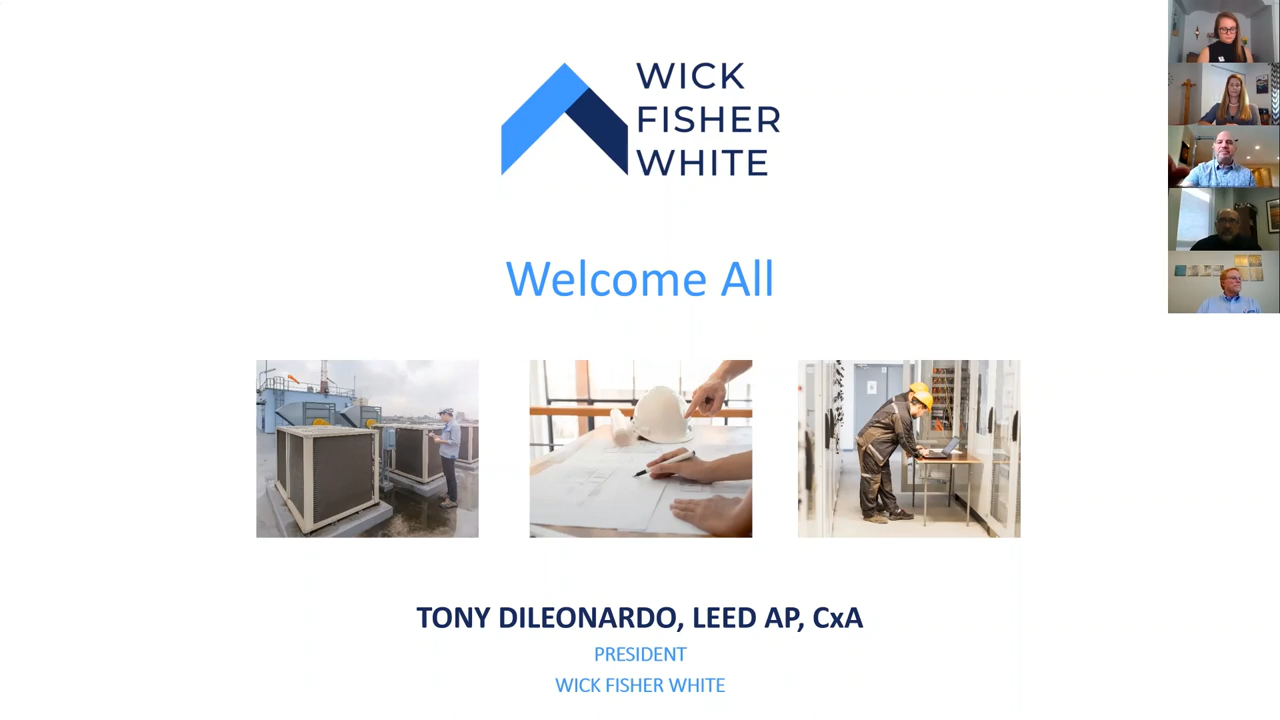 WICK
FISHER
WHITE
Welcome All
TONY DILEONARDO, LEED AP, CxA
PRESIDENT
WICK FISHER WHITE